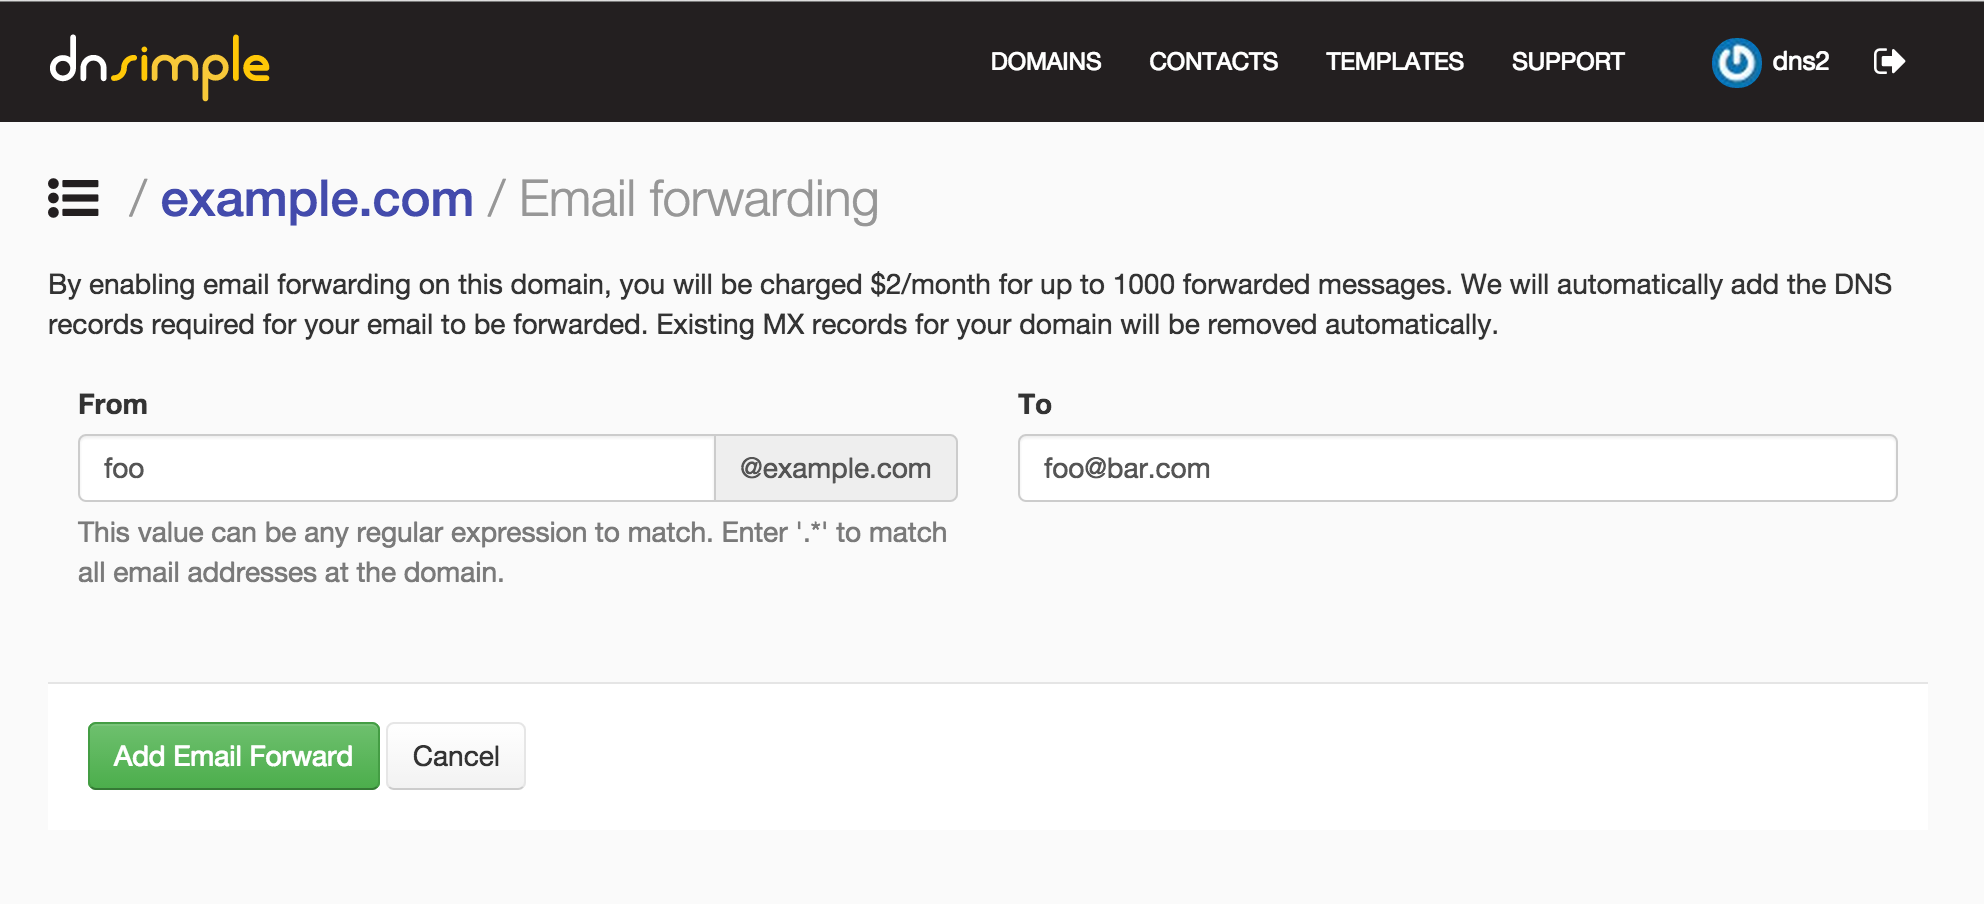 dnsimple DOMAINS CONTACTS TEMPLATES SUPPORT dns2
/ example.com / Email forwarding
By enabling email forwarding on this domain, you will be charged $2/month for up to 1000 forwarded messages. We will automatically add the DNS
records required for your email to be forwarded. Existing MX records for your domain will be removed automatically.
From To
foo @example.com foo@bar.com
This value can be any regular expression to match. Enter '.*' to match
all email addresses at the domain.
Add Email Forward Cancel